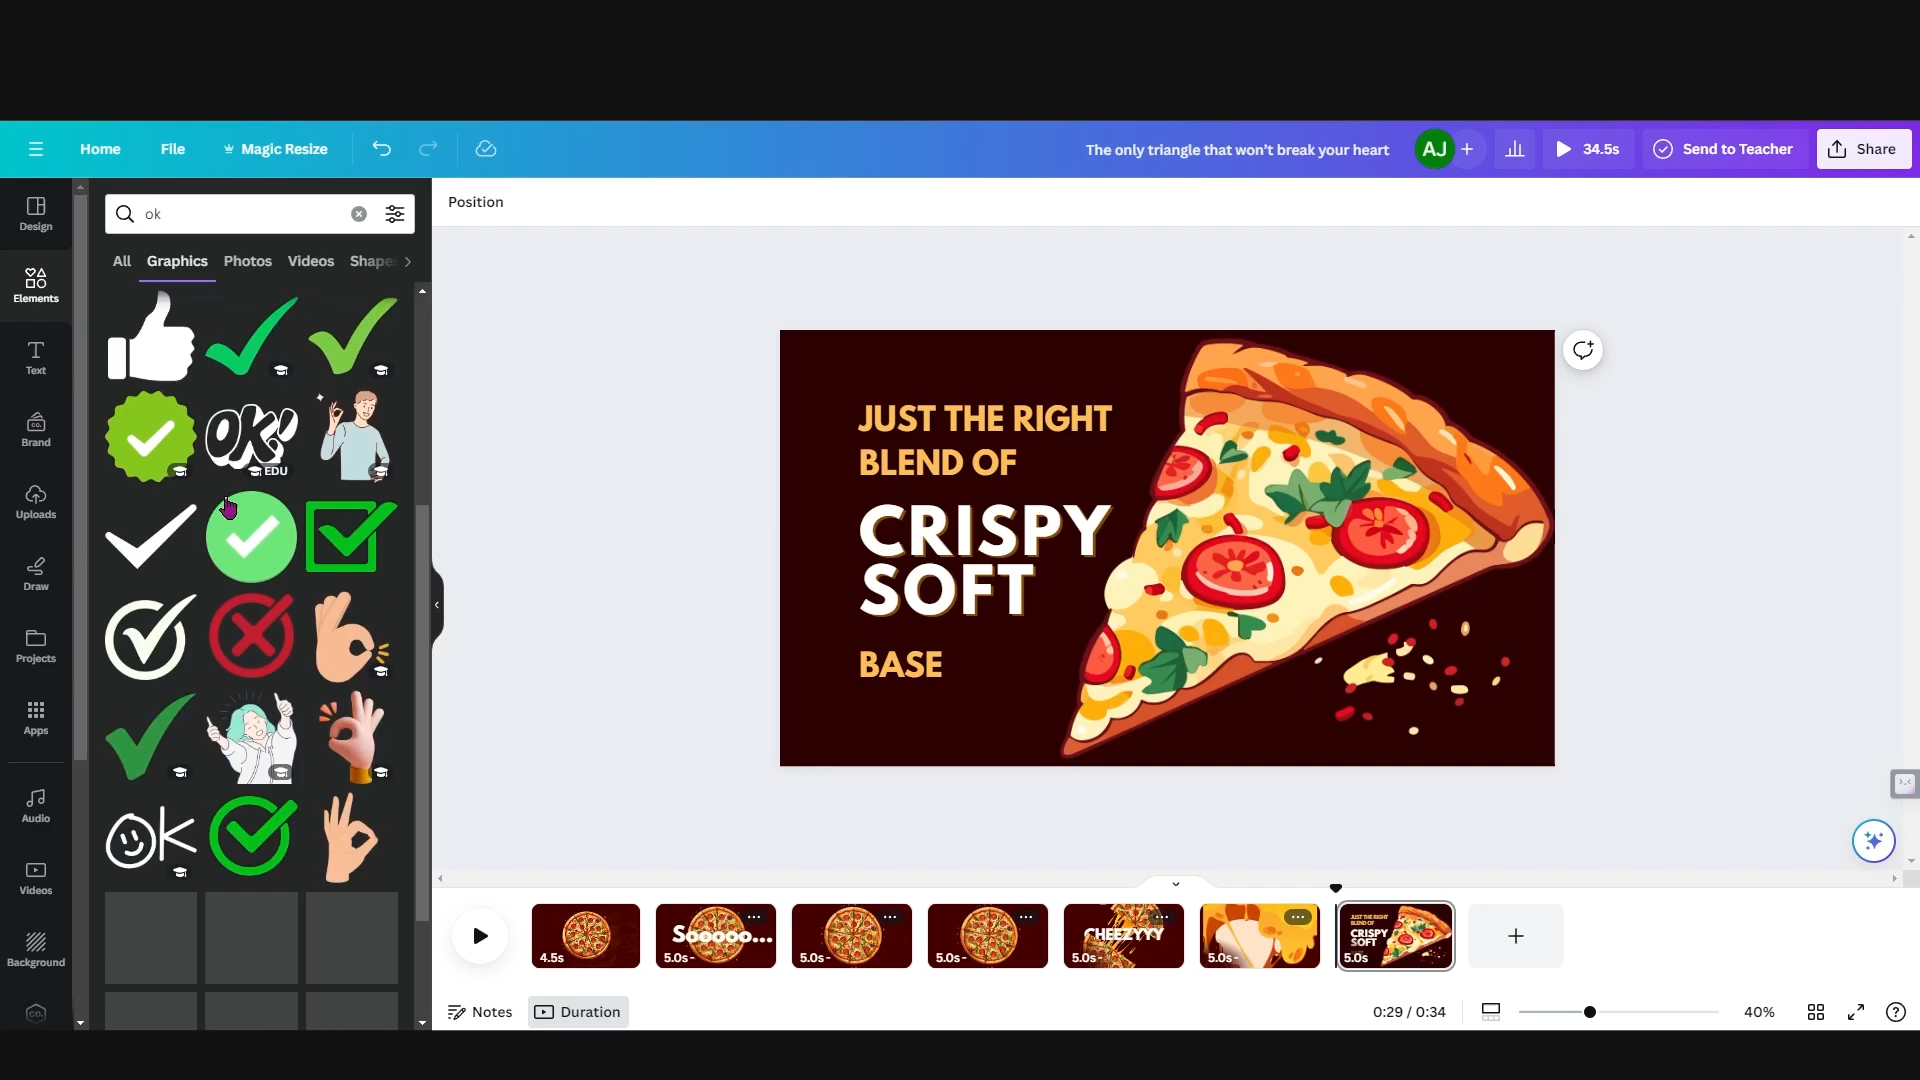 Home
File
Magic Resize
The only triangle that won't break your heart
AJ
34.5s
Send to Teacher
Share
Design
Elements
Text
Brand
Uploads
Draw
Projects
Apps
Audio
Videos
Background
ok
All
Graphics
Photos
Videos
Shapes
OK!
EDU
OK
Position
JUST THE RIGHT
BLEND OF
CRISPY
SOFT
BASE
4.5s
Sooooo...
5.0s
5.0s
5.0s
CHEEZYYY
5.0s
5.0s
JUST THE RIGHT
BLEND OF
CRISPY
SOFT
5.0s
Notes
Duration
0:29 / 0:34
40%